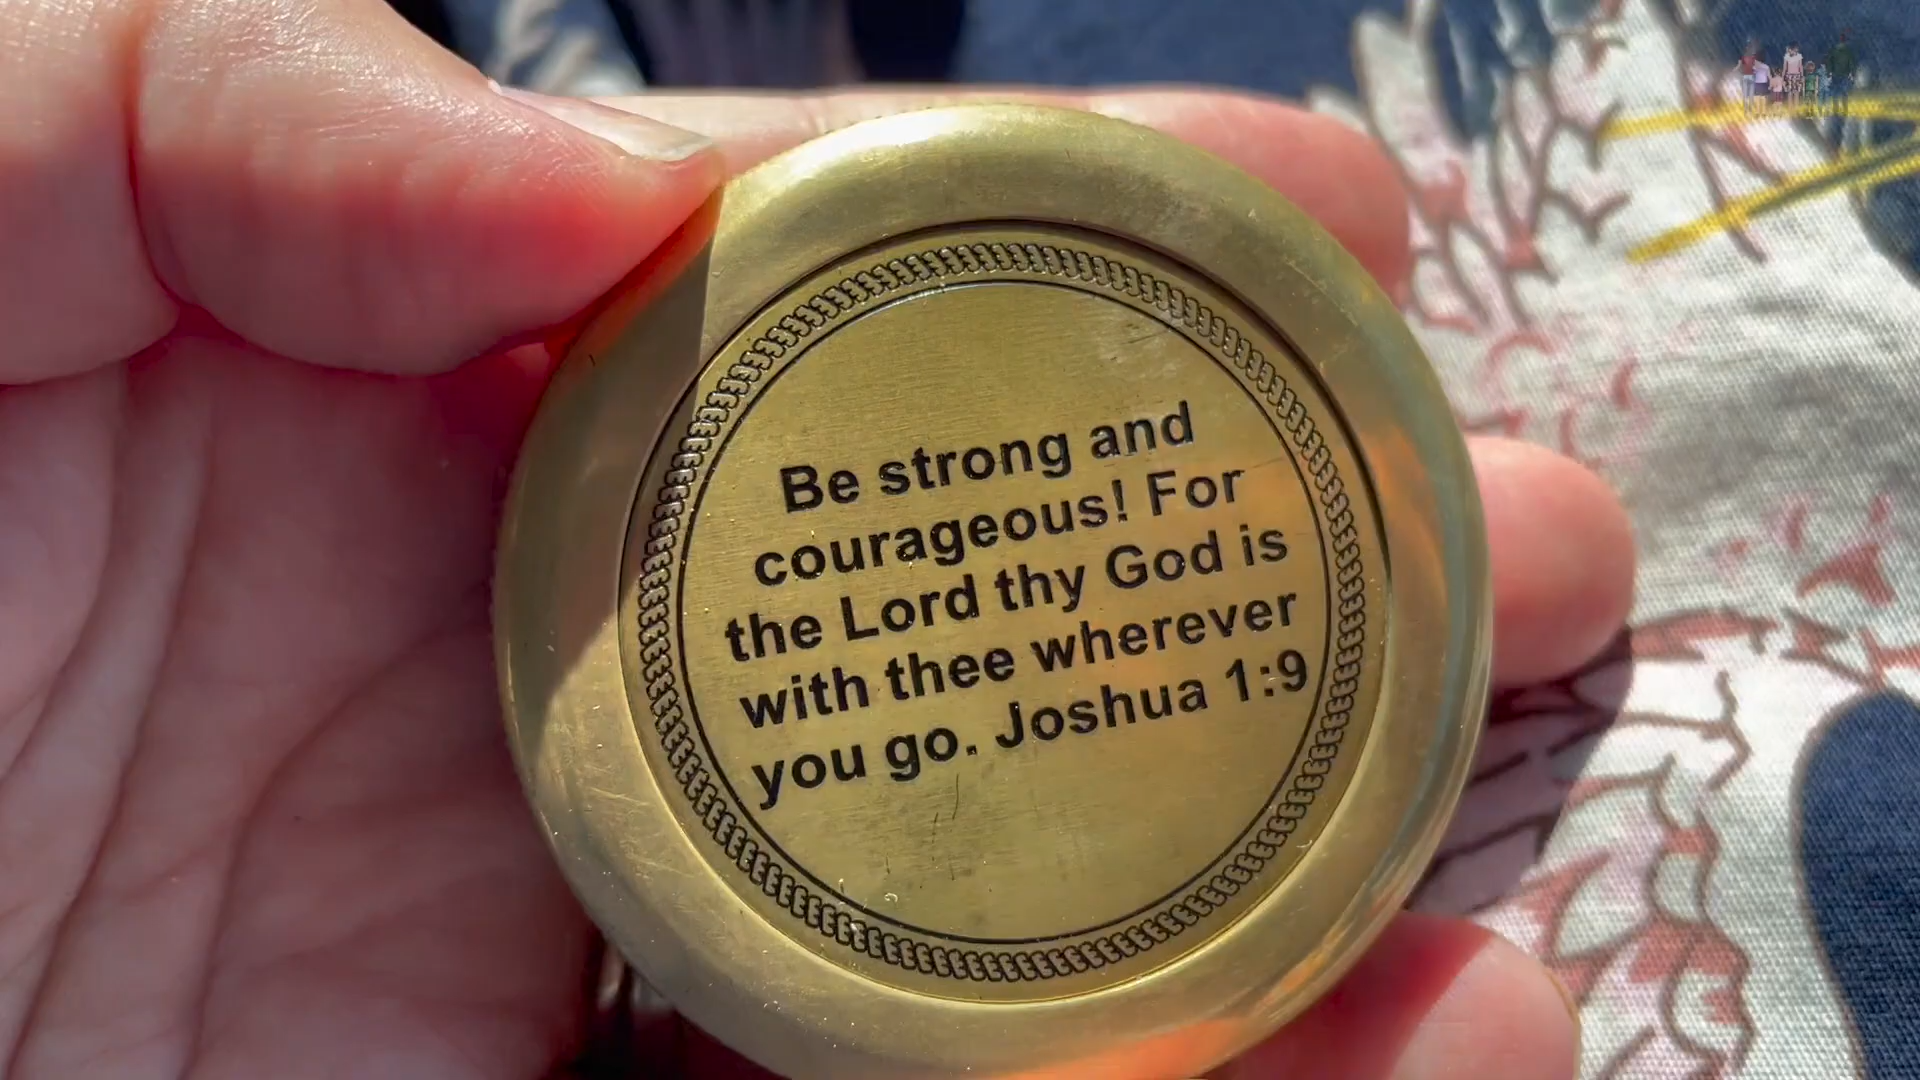 Be strong and
courageous! For
the Lord thy God is
with thee wherever
you go. Joshua 1:9